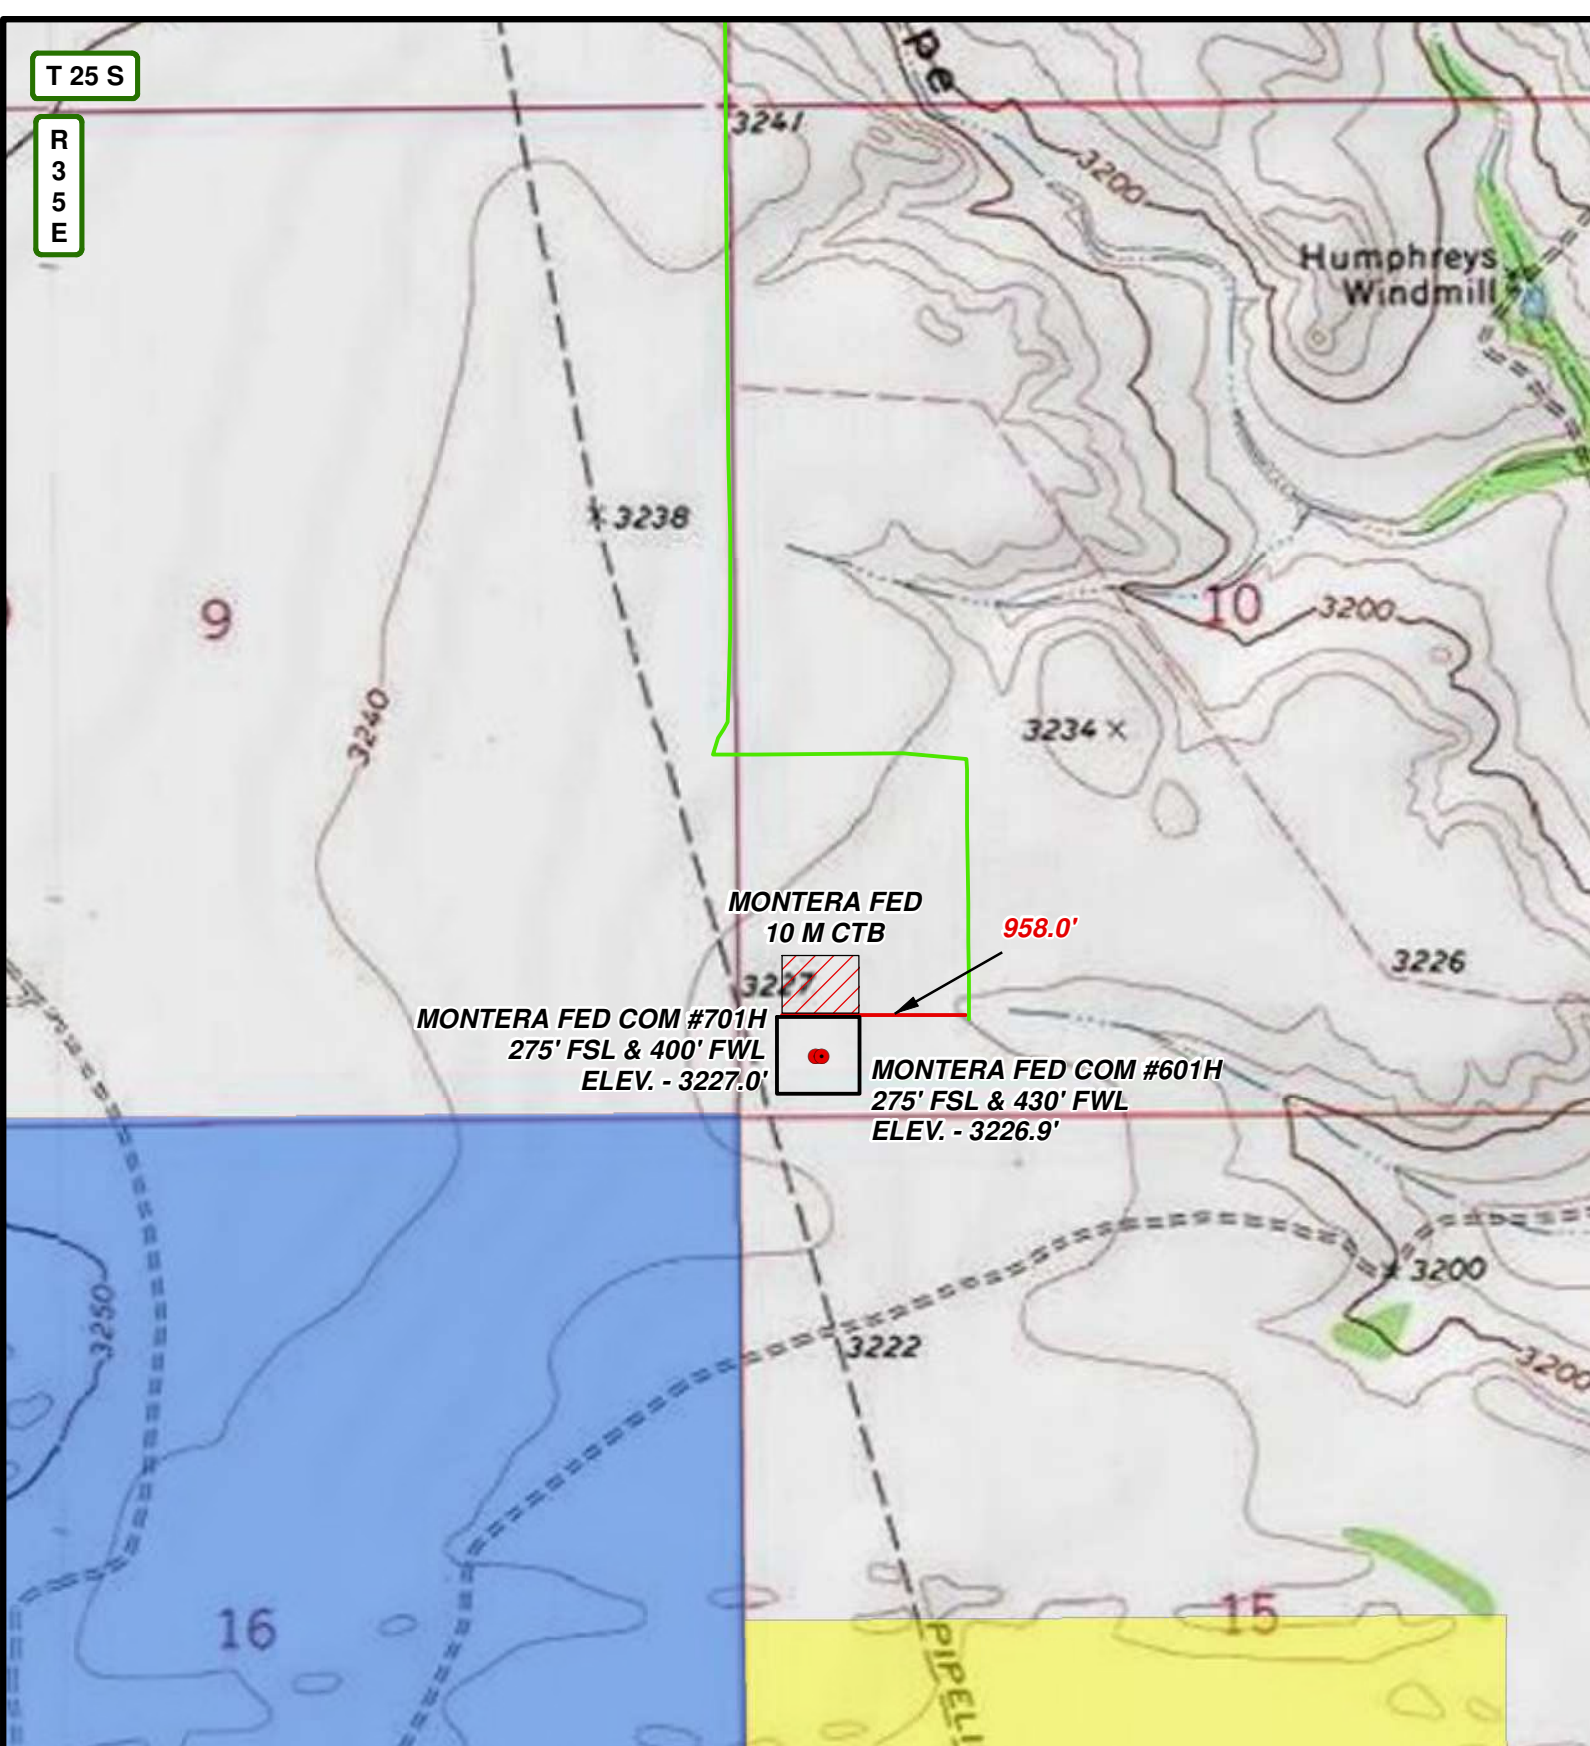 T 25 S
R
3
5
E
pe
3241
3200
Humphreys
Windmill
3238
9
10
3200
3240
3234
MONTERA FED
10 M CTB
958.0'
3226
3227
MONTERA FED COM #701H
275' FSL & 400' FWL
ELEV. - 3227.0'
MONTERA FED COM #601H
275' FSL & 430' FWL
ELEV. - 3226.9'
3250
3200
3222
3200
16
15
PIPELI